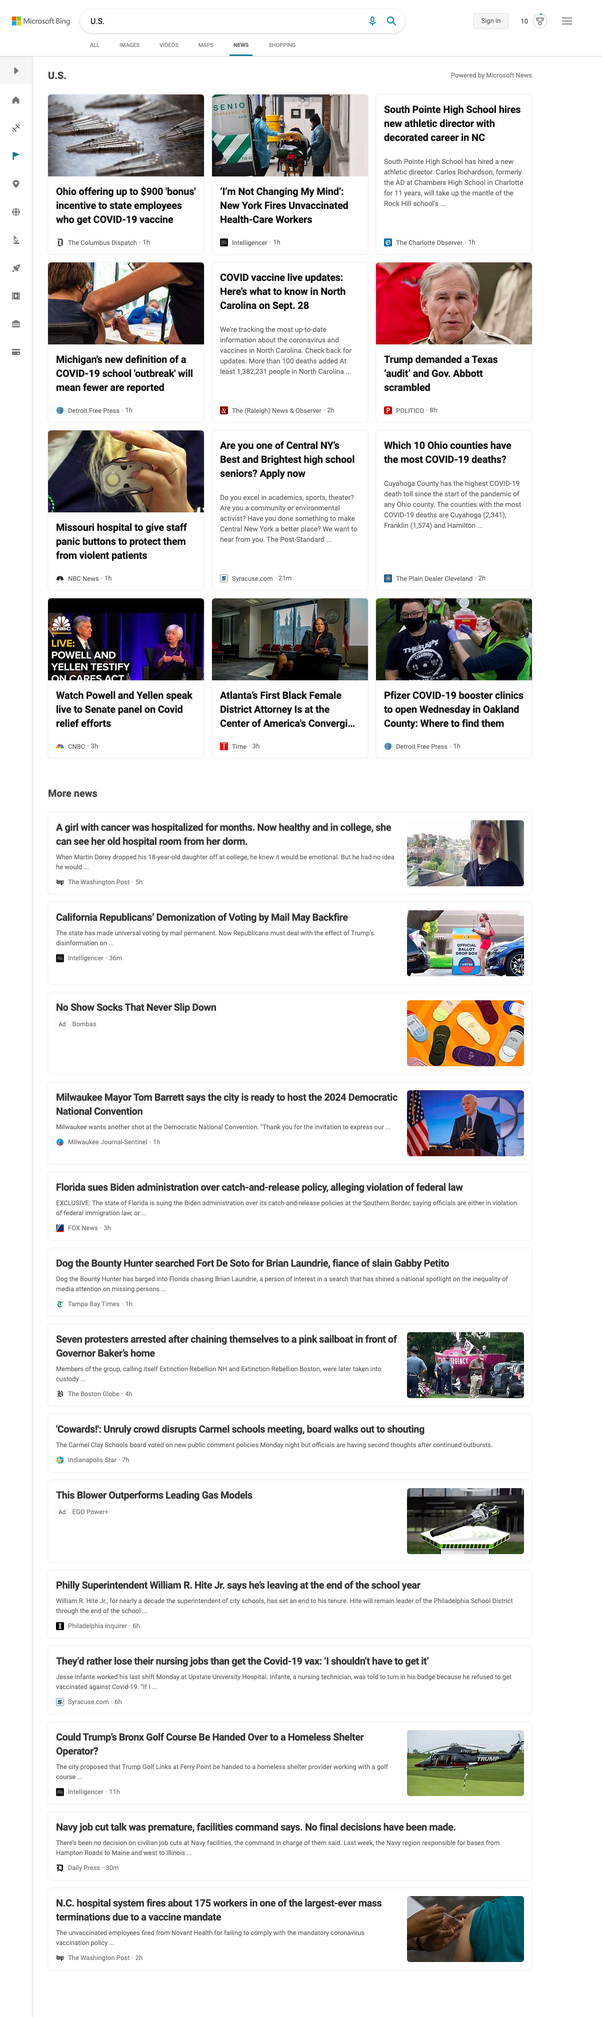 Microsoft Bing
U.S.
Sign in
10
ALL IMAGES VIDEOS MAPS NEWS SHOPPING
U.S.
Powered by Microsoft News
Ohio offering up to $900 'bonus'
incentive to state employees
who get COVID-19 vaccine
The Columbus Dispatch · 1h
SENIO
'I'm Not Changing My Mind':
New York Fires Unvaccinated
Health-Care Workers
Intelligencer · 1h
South Pointe High School hires
new athletic director with
decorated career in NC
South Pointe High School has hired a new
athletic director. Carlos Richardson, formerly
the AD at Chambers High School in Charlotte
for 11 years, will take up the mantle of the
Rock Hill school's ...
The Charlotte Observer · 1h
Michigan's new definition of a
COVID-19 school 'outbreak' will
mean fewer are reported
Detroit Free Press · 1h
COVID vaccine live updates:
Here's what to know in North
Carolina on Sept. 28
We're tracking the most up-to-date
information about the coronavirus and
vaccines in North Carolina. Check back for
updates. More than 100 deaths added At
least 1,382,231 people in North Carolina ...
The (Raleigh) News & Observer · 2h
Trump demanded a Texas
'audit' and Gov. Abbott
scrambled
POLITICO · 8h
Missouri hospital to give staff
panic buttons to protect them
from violent patients
NBC News · 1h
Are you one of Central NY's
Best and Brightest high school
seniors? Apply now
Do you excel in academics, sports, theater?
Are you a community or environmental
activist? Have you done something to make
Central New York a better place? We want to
hear from you. The Post-Standard ...
Syracuse.com · 21m
Which 10 Ohio counties have
the most COVID-19 deaths?
Cuyahoga County has the highest COVID-19
death toll since the start of the pandemic of
any Ohio county. The counties with the most
COVID-19 deaths are Cuyahoga (2,341),
Franklin (1,574) and Hamilton ...
The Plain Dealer Cleveland · 2h
CNBC
LIVE:
POWELL AND
YELLEN TESTIFY
ON CARES ACT
Watch Powell and Yellen speak
live to Senate panel on Covid
relief efforts
CNBC · 3h
Atlanta's First Black Female
District Attorney Is at the
Center of America's Convergi...
Time · 3h
THERAPY
Pfizer COVID-19 booster clinics
to open Wednesday in Oakland
County: Where to find them
Detroit Free Press · 1h
More news
A girl with cancer was hospitalized for months. Now healthy and in college, she
can see her old hospital room from her dorm.
When Martin Dorey dropped his 18-year-old daughter off at college, he knew it would be emotional. But he had no idea
he would ...
wp The Washington Post · 5h
California Republicans' Demonization of Voting by Mail May Backfire
The state has made universal voting by mail permanent. Now Republicans must deal with the effect of Trump's
disinformation on ...
Intelligencer · 36m
OFFICIAL
BALLOT
DROP BOX
No Show Socks That Never Slip Down
Ad Bombas
Milwaukee Mayor Tom Barrett says the city is ready to host the 2024 Democratic
National Convention
Milwaukee wants another shot at the Democratic National Convention. "Thank you for the invitation to express our ...
Milwaukee Journal-Sentinel · 1h
Florida sues Biden administration over catch-and-release policy, alleging violation of federal law
EXCLUSIVE: The state of Florida is suing the Biden administration over its catch-and-release policies at the Southern Border, saying officials are either in violation
of federal immigration law, or ...
FOX News · 3h
Dog the Bounty Hunter searched Fort De Soto for Brian Laundrie, fiance of slain Gabby Petito
Dog the Bounty Hunter has barged into Florida chasing Brian Laundrie, a person of interest in a search that has shined a national spotlight on the inequality of
media attention on missing persons ...
Tampa Bay Times · 1h
Seven protesters arrested after chaining themselves to a pink sailboat in front of
Governor Baker's home
Members of the group, calling itself Extinction Rebellion NH and Extinction Rebellion Boston, were later taken into
custody ...
The Boston Globe · 4h
'Cowards!': Unruly crowd disrupts Carmel schools meeting, board walks out to shouting
The Carmel Clay Schools board voted on new public comment policies Monday night but officials are having second thoughts after continued outbursts.
Indianapolis Star · 7h
This Blower Outperforms Leading Gas Models
Ad EGO Power+
Philly Superintendent William R. Hite Jr. says he's leaving at the end of the school year
William R. Hite Jr., for nearly a decade the superintendent of city schools, has set an end to his tenure. Hite will remain leader of the Philadelphia School District
through the end of the school ...
Philadelphia Inquirer · 6h
They'd rather lose their nursing jobs than get the Covid-19 vax: 'I shouldn't have to get it'
Jesse Infante worked his last shift Monday at Upstate University Hospital. Infante, a nursing technician, was told to turn in his badge because he refused to get
vaccinated against Covid-19. "If I ...
Syracuse.com · 6h
Could Trump's Bronx Golf Course Be Handed Over to a Homeless Shelter
Operator?
The city proposed that Trump Golf Links at Ferry Point be handed to a homeless shelter provider working with a golf
course ...
Intelligencer · 11h
TRUMP
Navy job cut talk was premature, facilities command says. No final decisions have been made.
There's been no decision on civilian job cuts at Navy facilities, the command in charge of them said. Last week, the Navy region responsible for bases from
Hampton Roads to Maine and west to Illinois ...
Daily Press · 30m
N.C. hospital system fires about 175 workers in one of the largest-ever mass
terminations due to a vaccine mandate
The unvaccinated employees fired from Novant Health for failing to comply with the mandatory coronavirus
vaccination policy ...
wp The Washington Post · 2h